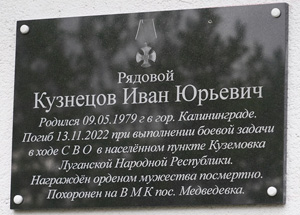 Рядовой
Кузнецов Иван Юрьевич
Родился 09.05.1979 г в гор. Калининграде.
Погиб 13.11.2022 при выполнении боевой задачи
в ходе С В О в населённом пункте Куземовка
Луганской Народной Республики.
Награждён орденом мужества посмертно.
Похоронен на В М К пос. Медведевка.